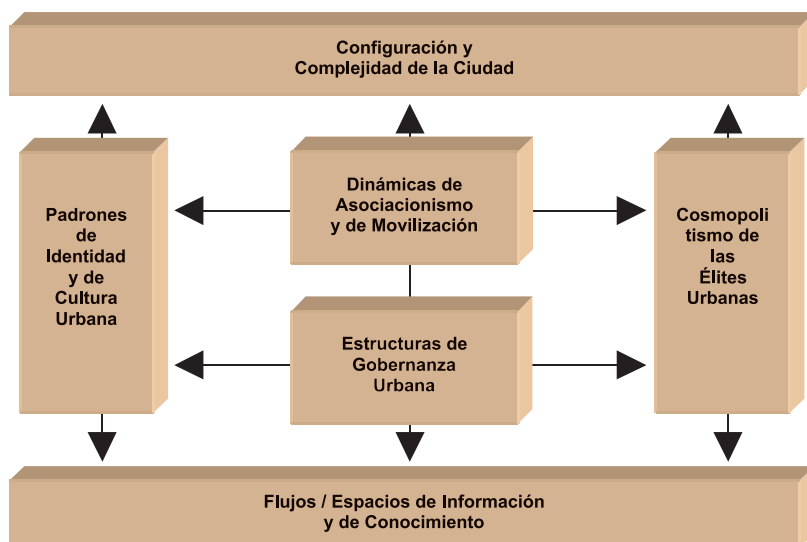 Configuración y
Complejidad de la Ciudad
Padrones
de
Identidad
y de
Cultura
Urbana
Dinámicas de
Asociacionismo
y de Movilización
Cosmopoli
tismo de
las
Élites
Urbanas
Estructuras de
Gobernanza
Urbana
Flujos / Espacios de Información
y de Conocimiento